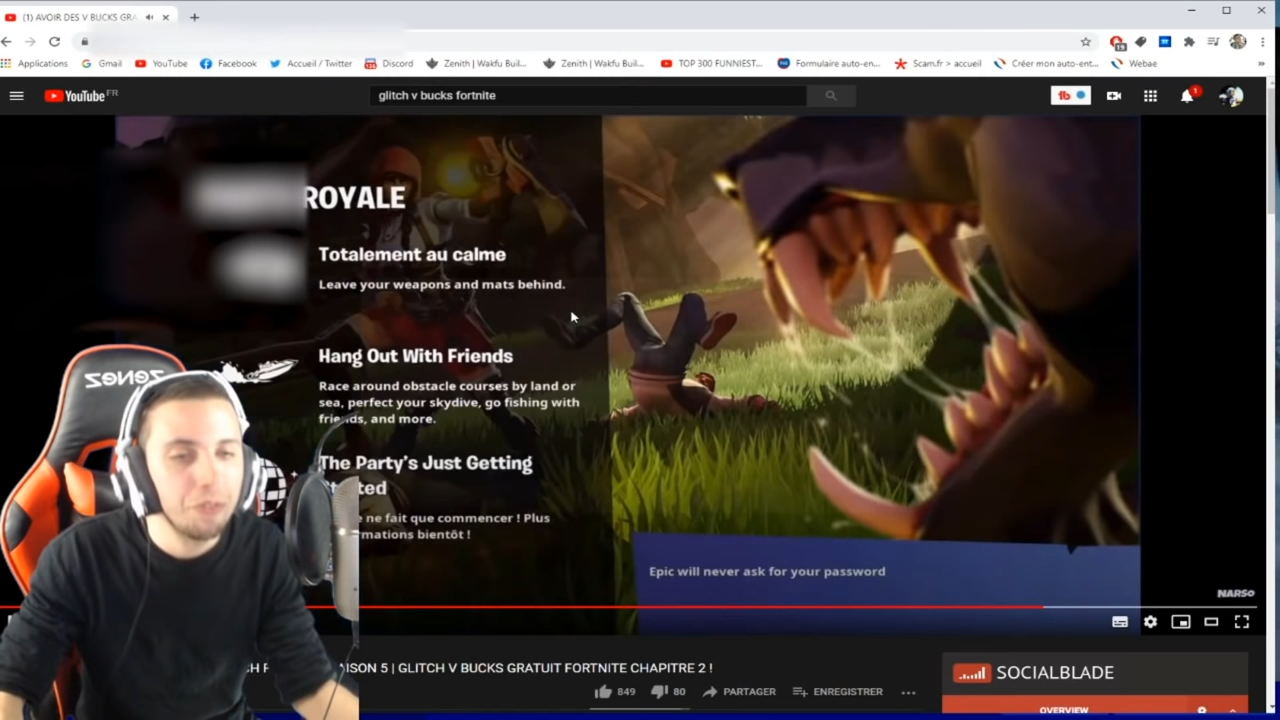 (1) AVOIR DES V BUCKS GRA
Applications
Gmail
YouTube
Facebook
Accueil / Twitter
Discord
Zenith | Wakfu Buil...
Zenith | Wakfu Buil...
TOP 300 FUNNIEST...
Formulaire auto-en...
Scam.fr > accueil
Créer mon auto-ent...
Webae
YouTube FR
glitch v bucks fortnite
1
ROYALE
Totalement au calme
Leave your weapons and mats behind.
Hang Out With Friends
Race around obstacle courses by land or
sea, perfect your skydive, go fishing with
friends, and more.
The Party's Just Getting
ne fait que commencer ! Plus
bientôt !
Epic will never ask for your password
NARSO
ZENEZ
ISON 5 | GLITCH V BUCKS GRATUIT FORTNITE CHAPITRE 2 !
849
80
PARTAGER
ENREGISTRER
SOCIALBLADE
OVERVIEW